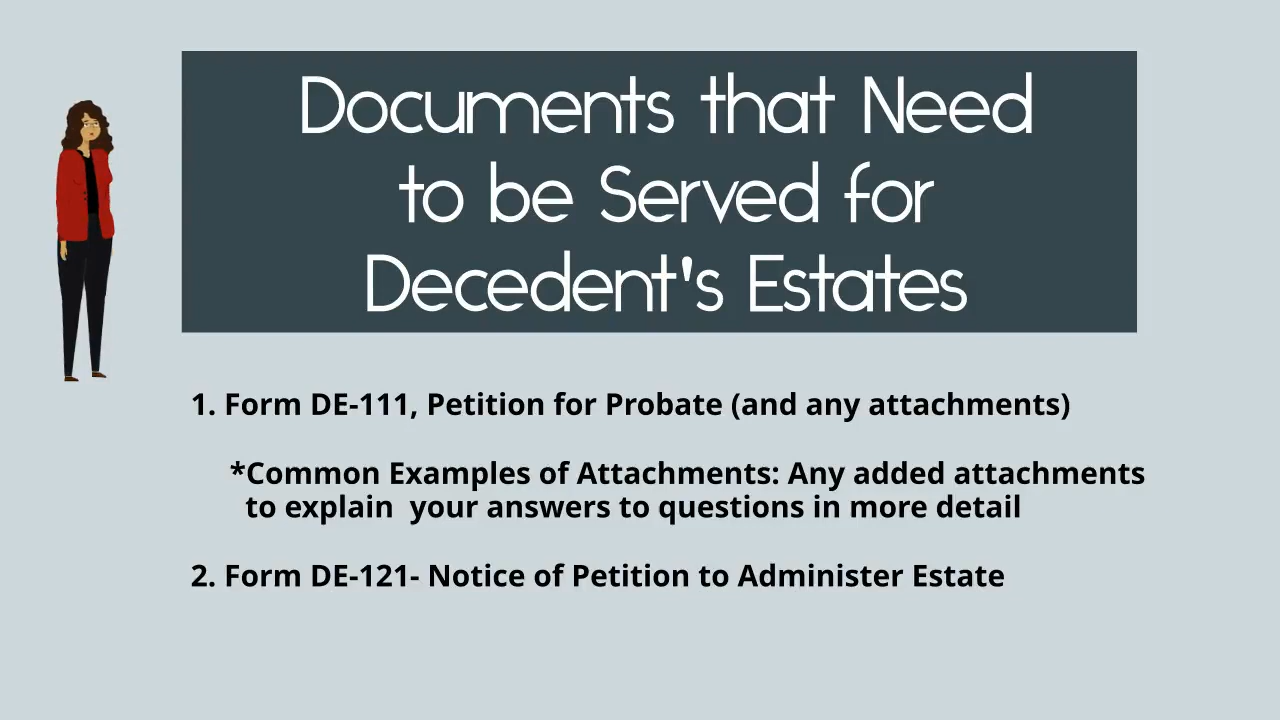 Documents that Need
to be Served for
Decedent's Estates
1. Form DE-111, Petition for Probate (and any attachments)
*Common Examples of Attachments: Any added attachments
to explain  your answers to questions in more detail
2. Form DE-121- Notice of Petition to Administer Estate